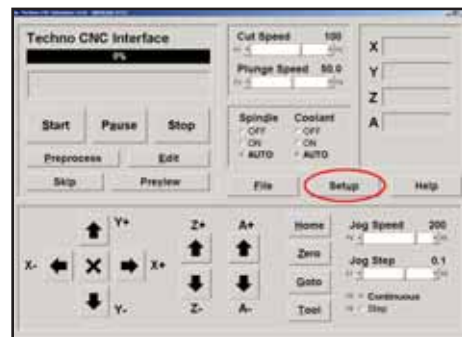 Techno CNC Interface
0%
Start Pause Stop
Preprocess Edit
Skip Preview
Cut Speed 100
Plunge Speed 50.0
Spindle Coolant
OFF OFF
ON ON
AUTO AUTO
X
Y
Z
A
File Setup Help
Y+
X- X+
Y-
Z+
Z-
A+
A-
Home
Zero
Goto
Tool
Jog Speed 200
Jog Step 0.1
Continuous
Step